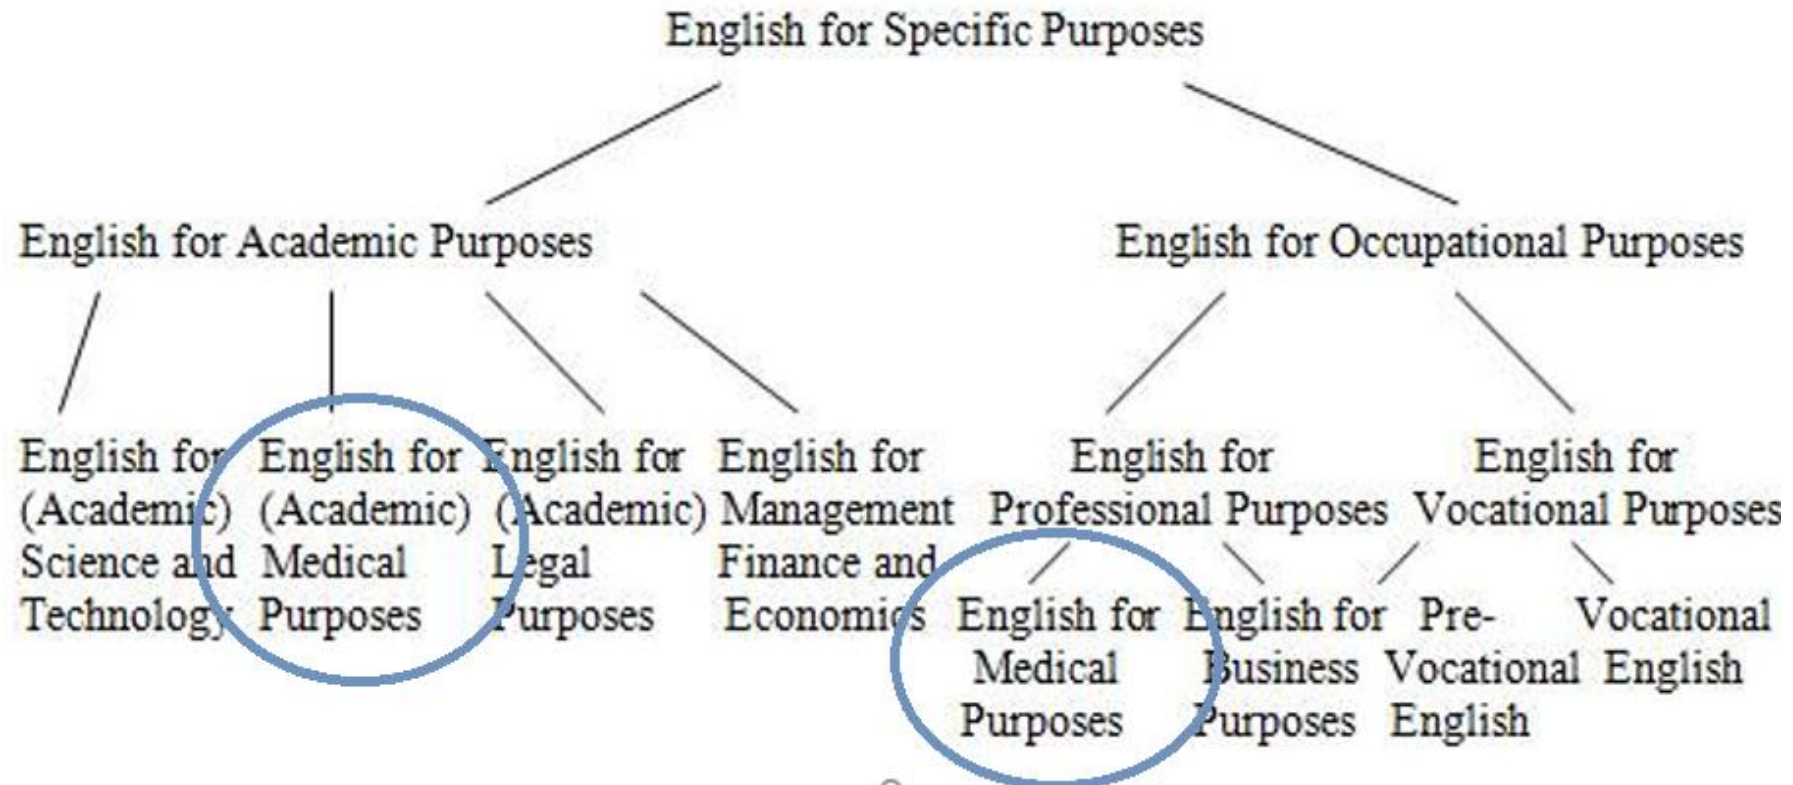 English for Specific Purposes
English for Academic Purposes
English for Occupational Purposes
English for
(Academic)
Science and
Technology
English for
(Academic)
Medical
Purposes
English for
(Academic)
Legal
Purposes
English for
Management
Finance and
Economics
English for
Professional Purposes
English for
Vocational Purposes
English for
Medical
Purposes
English for
Business
Purposes
Pre-
Vocational
English
Vocational
English